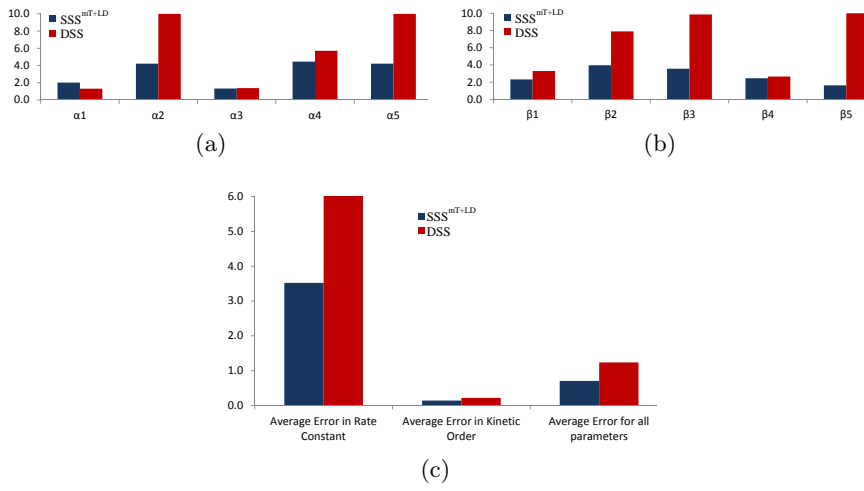 10.0
8.0
6.0
4.0
2.0
0.0
SSS^mT+LD
DSS
α1 α2 α3 α4 α5
(a)
10.0
8.0
6.0
4.0
2.0
0.0
SSS^mT+LD
DSS
β1 β2 β3 β4 β5
(b)
6.0
5.0
4.0
3.0
2.0
1.0
0.0
SSS^mT+LD
DSS
Average Error in Rate Constant
Average Error in Kinetic Order
Average Error for all parameters
(c)